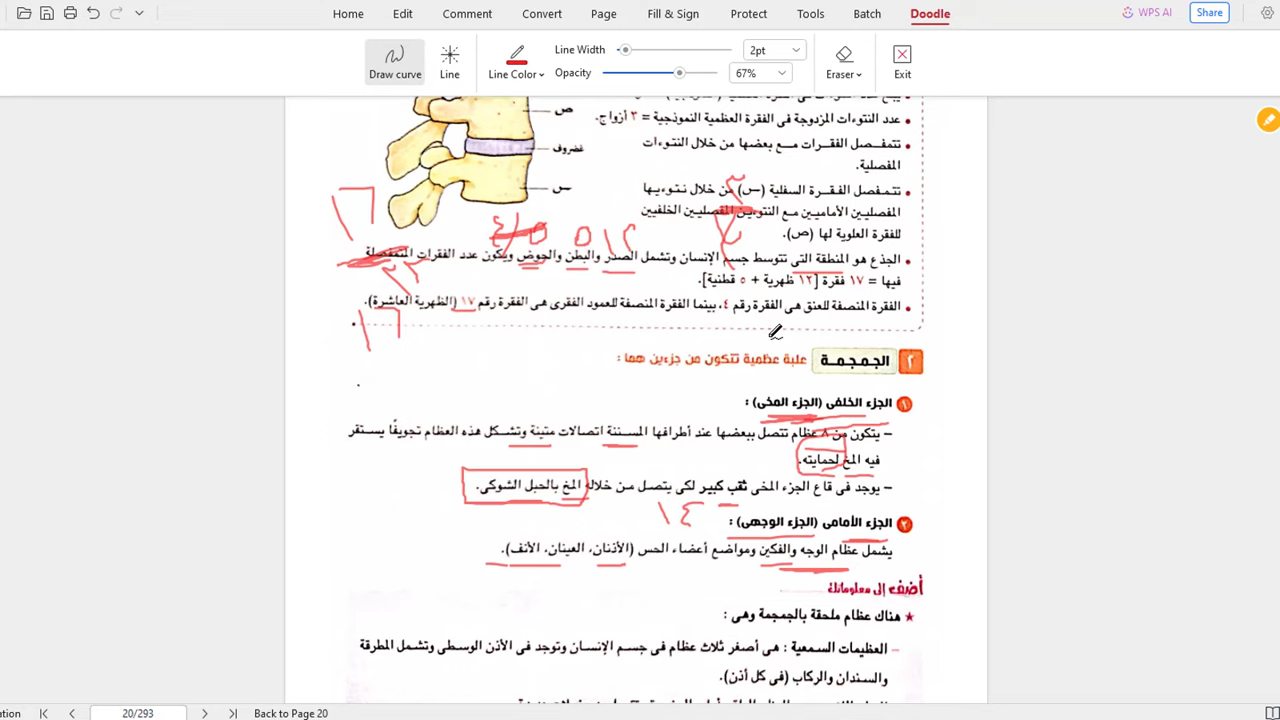 Home Edit Comment Convert Page Fill & Sign Protect Tools Batch Doodle WPS AI Share
Draw curve Line Line Color Line Width 2pt Opacity 67% Eraser Exit
ص
غضروف
س
• عدد النتوءات المزدوجة فى الفقرة العظمية النموذجية = ٣ أزواج.
• تتمفصل الفقرات مع بعضها من خلال النتوءات
المفصلية.
• تتمفصل الفقرة السفلية (س) من خلال نتوءيها
المفصليين الأماميين مع النتوءين المفصليين الخلفيين
للفقرة العلوية لها (ص).
١٦
٥ ٥ ١٢
• الجذع هو المنطقة التى تتوسط جسم الإنسان وتشمل الصدر والبطن والحوض ويكون عدد الفقرات المتمفصلة
فيها = ١٧ فقرة [١٢ ظهرية + ٥ قطنية].
• الفقرة المنصفة للعنق هى الفقرة رقم ٤، بينما الفقرة المنصفة للعمود الفقرى هى الفقرة رقم ١٧ (الظهرية العاشرة).
١٦
٢ الجمجمة علبة عظمية تتكون من جزءين هما :
١ الجزء الخلفى (الجزء المخى) :
– يتكون من ٨ عظام تتصل ببعضها عند أطرافها المسننة اتصالات متينة وتشكل هذه العظام تجويفًا يستقر
فيه المخ لحمايته.
– يوجد فى قاع الجزء المخى ثقب كبير لكى يتصل من خلاله المخ بالحبل الشوكى.
١٤
٢ الجزء الأمامى (الجزء الوجهى) :
يشمل عظام الوجه والفكين ومواضع أعضاء الحس (الأذنان، العينان، الأنف).
أضف إلى معلوماتك
★ هناك عظام ملحقة بالجمجمة وهى :
– العظيمات السمعية : هى أصغر ثلاث عظام فى جسم الإنسان وتوجد فى الأذن الوسطى وتشمل المطرقة
والسندان والركاب (فى كل أذن).
ation 20/293 Back to Page 20